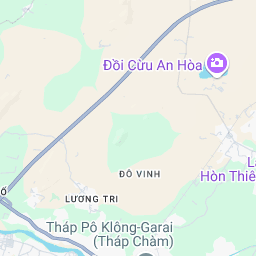 Đồi Cừu An Hòa
Hòn Thiê
ĐÔ VINH
LƯƠNG TRI
Tháp Pô Klông-Garai
(Tháp Chàm)